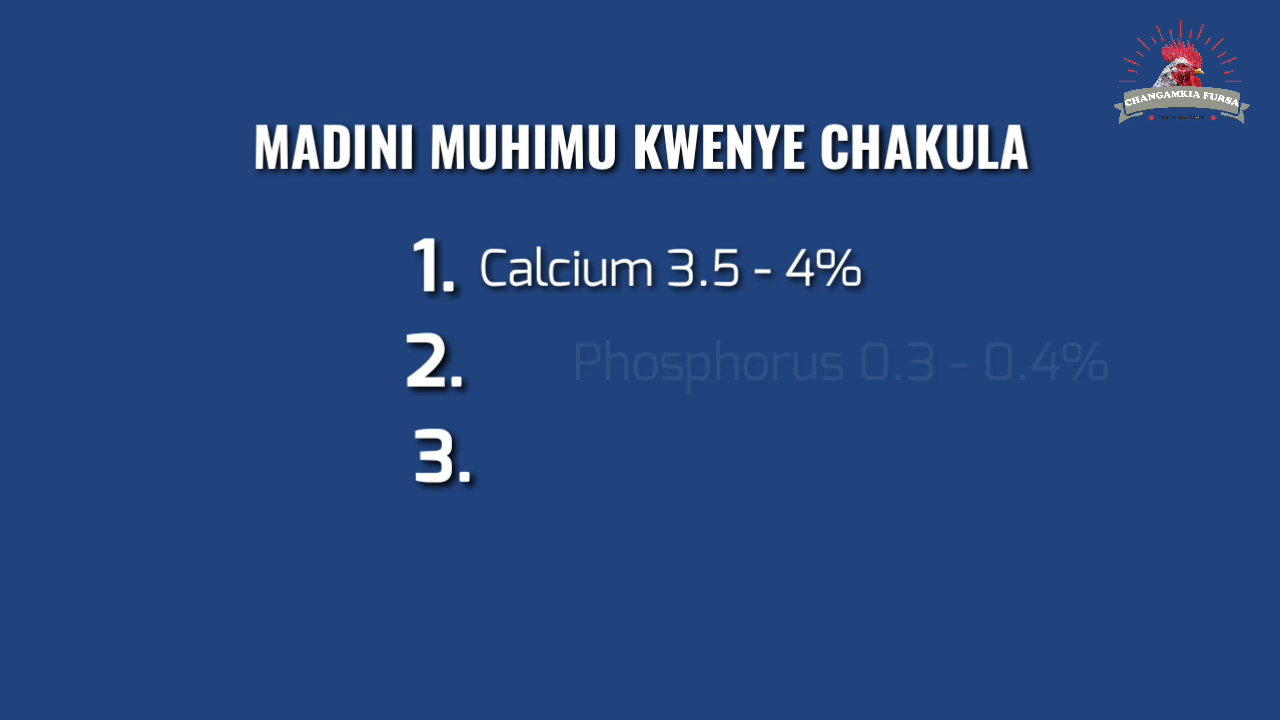 CHANGAMKIA FURSA
MADINI MUHIMU KWENYE CHAKULA
1. Calcium 3.5 - 4%
2. Phosphorus 0.3 - 0.4%
3.